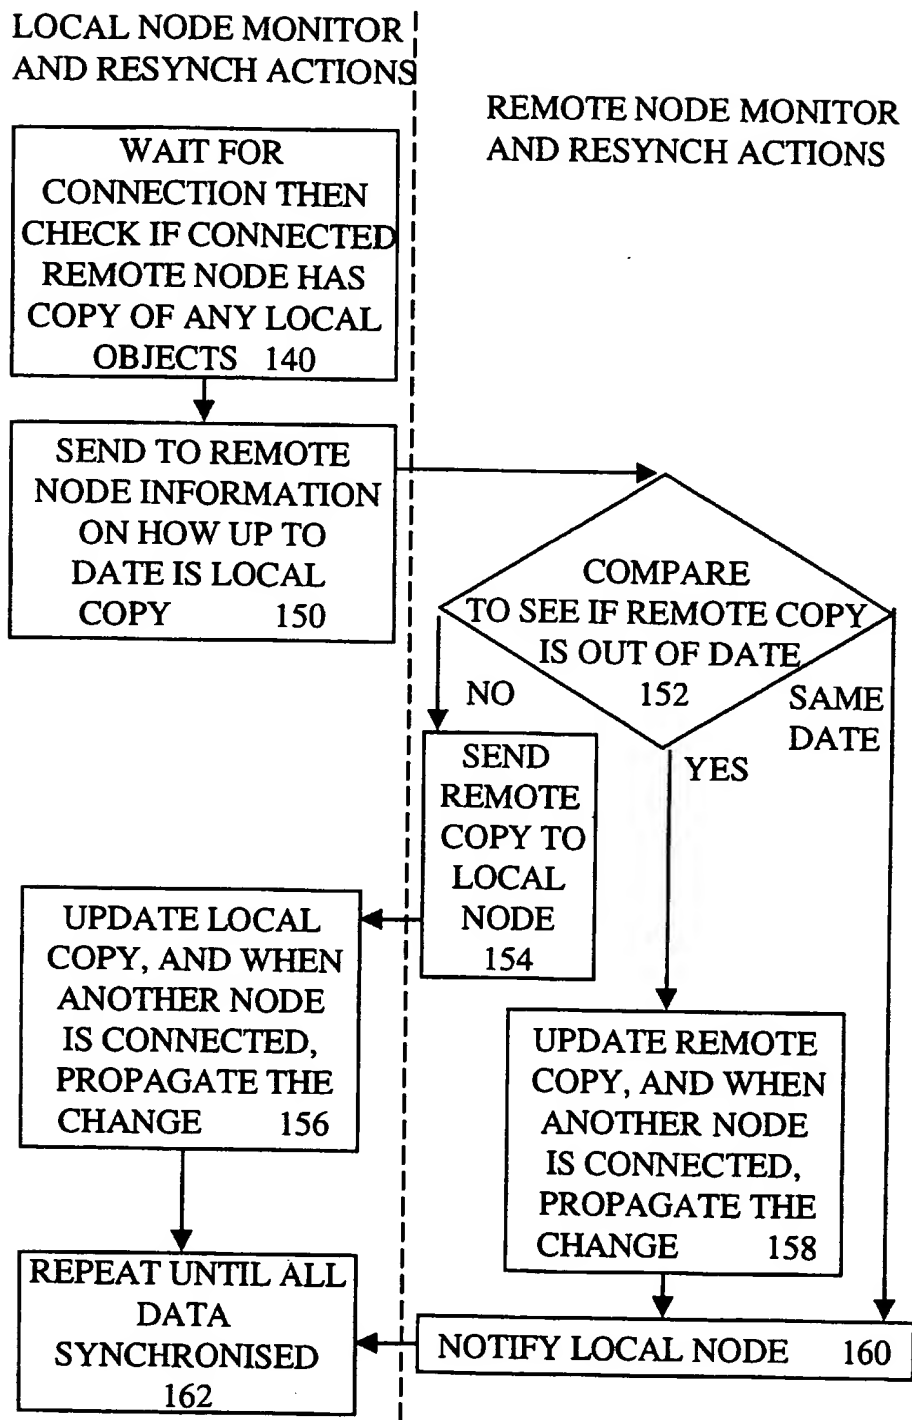 LOCAL NODE MONITOR
AND RESYNCH ACTIONS
REMOTE NODE MONITOR
AND RESYNCH ACTIONS
WAIT FOR
CONNECTION THEN
CHECK IF CONNECTED
REMOTE NODE HAS
COPY OF ANY LOCAL
OBJECTS 140
SEND TO REMOTE
NODE INFORMATION
ON HOW UP TO
DATE IS LOCAL
COPY 150
COMPARE
TO SEE IF REMOTE COPY
IS OUT OF DATE
152
NO
YES
SAME
DATE
SEND
REMOTE
COPY TO
LOCAL
NODE
154
UPDATE LOCAL
COPY, AND WHEN
ANOTHER NODE
IS CONNECTED,
PROPAGATE THE
CHANGE 156
UPDATE REMOTE
COPY, AND WHEN
ANOTHER NODE
IS CONNECTED,
PROPAGATE THE
CHANGE 158
NOTIFY LOCAL NODE 160
REPEAT UNTIL ALL
DATA
SYNCHRONISED
162